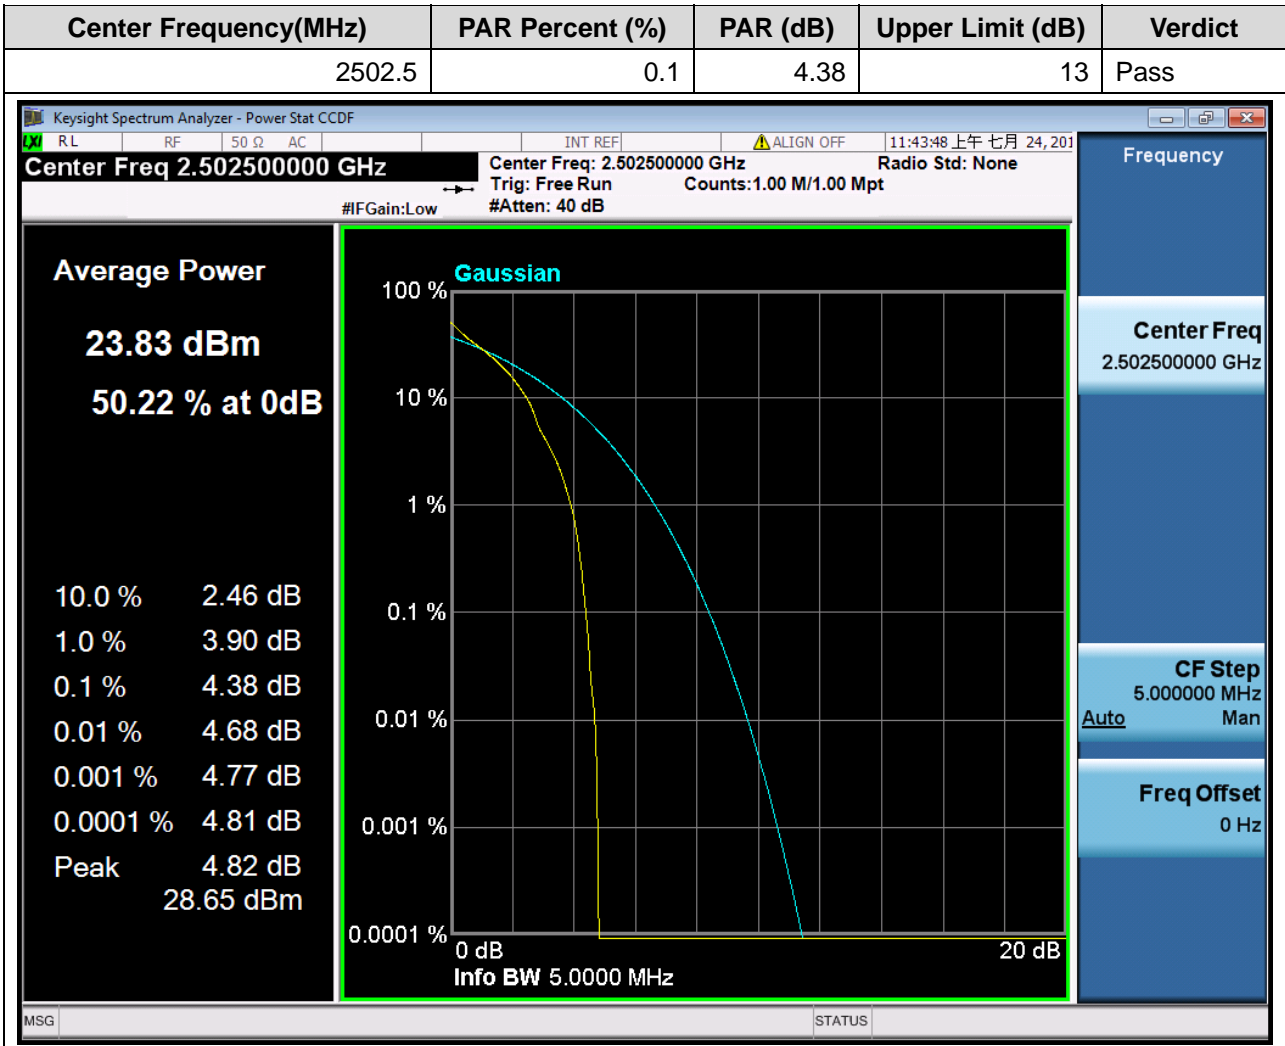 Center Frequency(MHz) PAR Percent (%) PAR (dB) Upper Limit (dB) Verdict
2502.5 0.1 4.38 13 Pass
Keysight Spectrum Analyzer - Power Stat CCDF
LXI RL RF 50 Ω AC INT REF ALIGN OFF 11:43:48 上午 七月 24, 201
Center Freq 2.502500000 GHz
Center Freq: 2.502500000 GHz Radio Std: None
Trig: Free Run Counts:1.00 M/1.00 Mpt
#IFGain:Low #Atten: 40 dB
Frequency
Average Power
23.83 dBm
50.22 % at 0dB
10.0 % 2.46 dB
1.0 % 3.90 dB
0.1 % 4.38 dB
0.01 % 4.68 dB
0.001 % 4.77 dB
0.0001 % 4.81 dB
Peak 4.82 dB
28.65 dBm
Gaussian
100 %
10 %
1 %
0.1 %
0.01 %
0.001 %
0.0001 %
0 dB 20 dB
Info BW 5.0000 MHz
Center Freq
2.502500000 GHz
CF Step
5.000000 MHz
Auto Man
Freq Offset
0 Hz
MSG STATUS